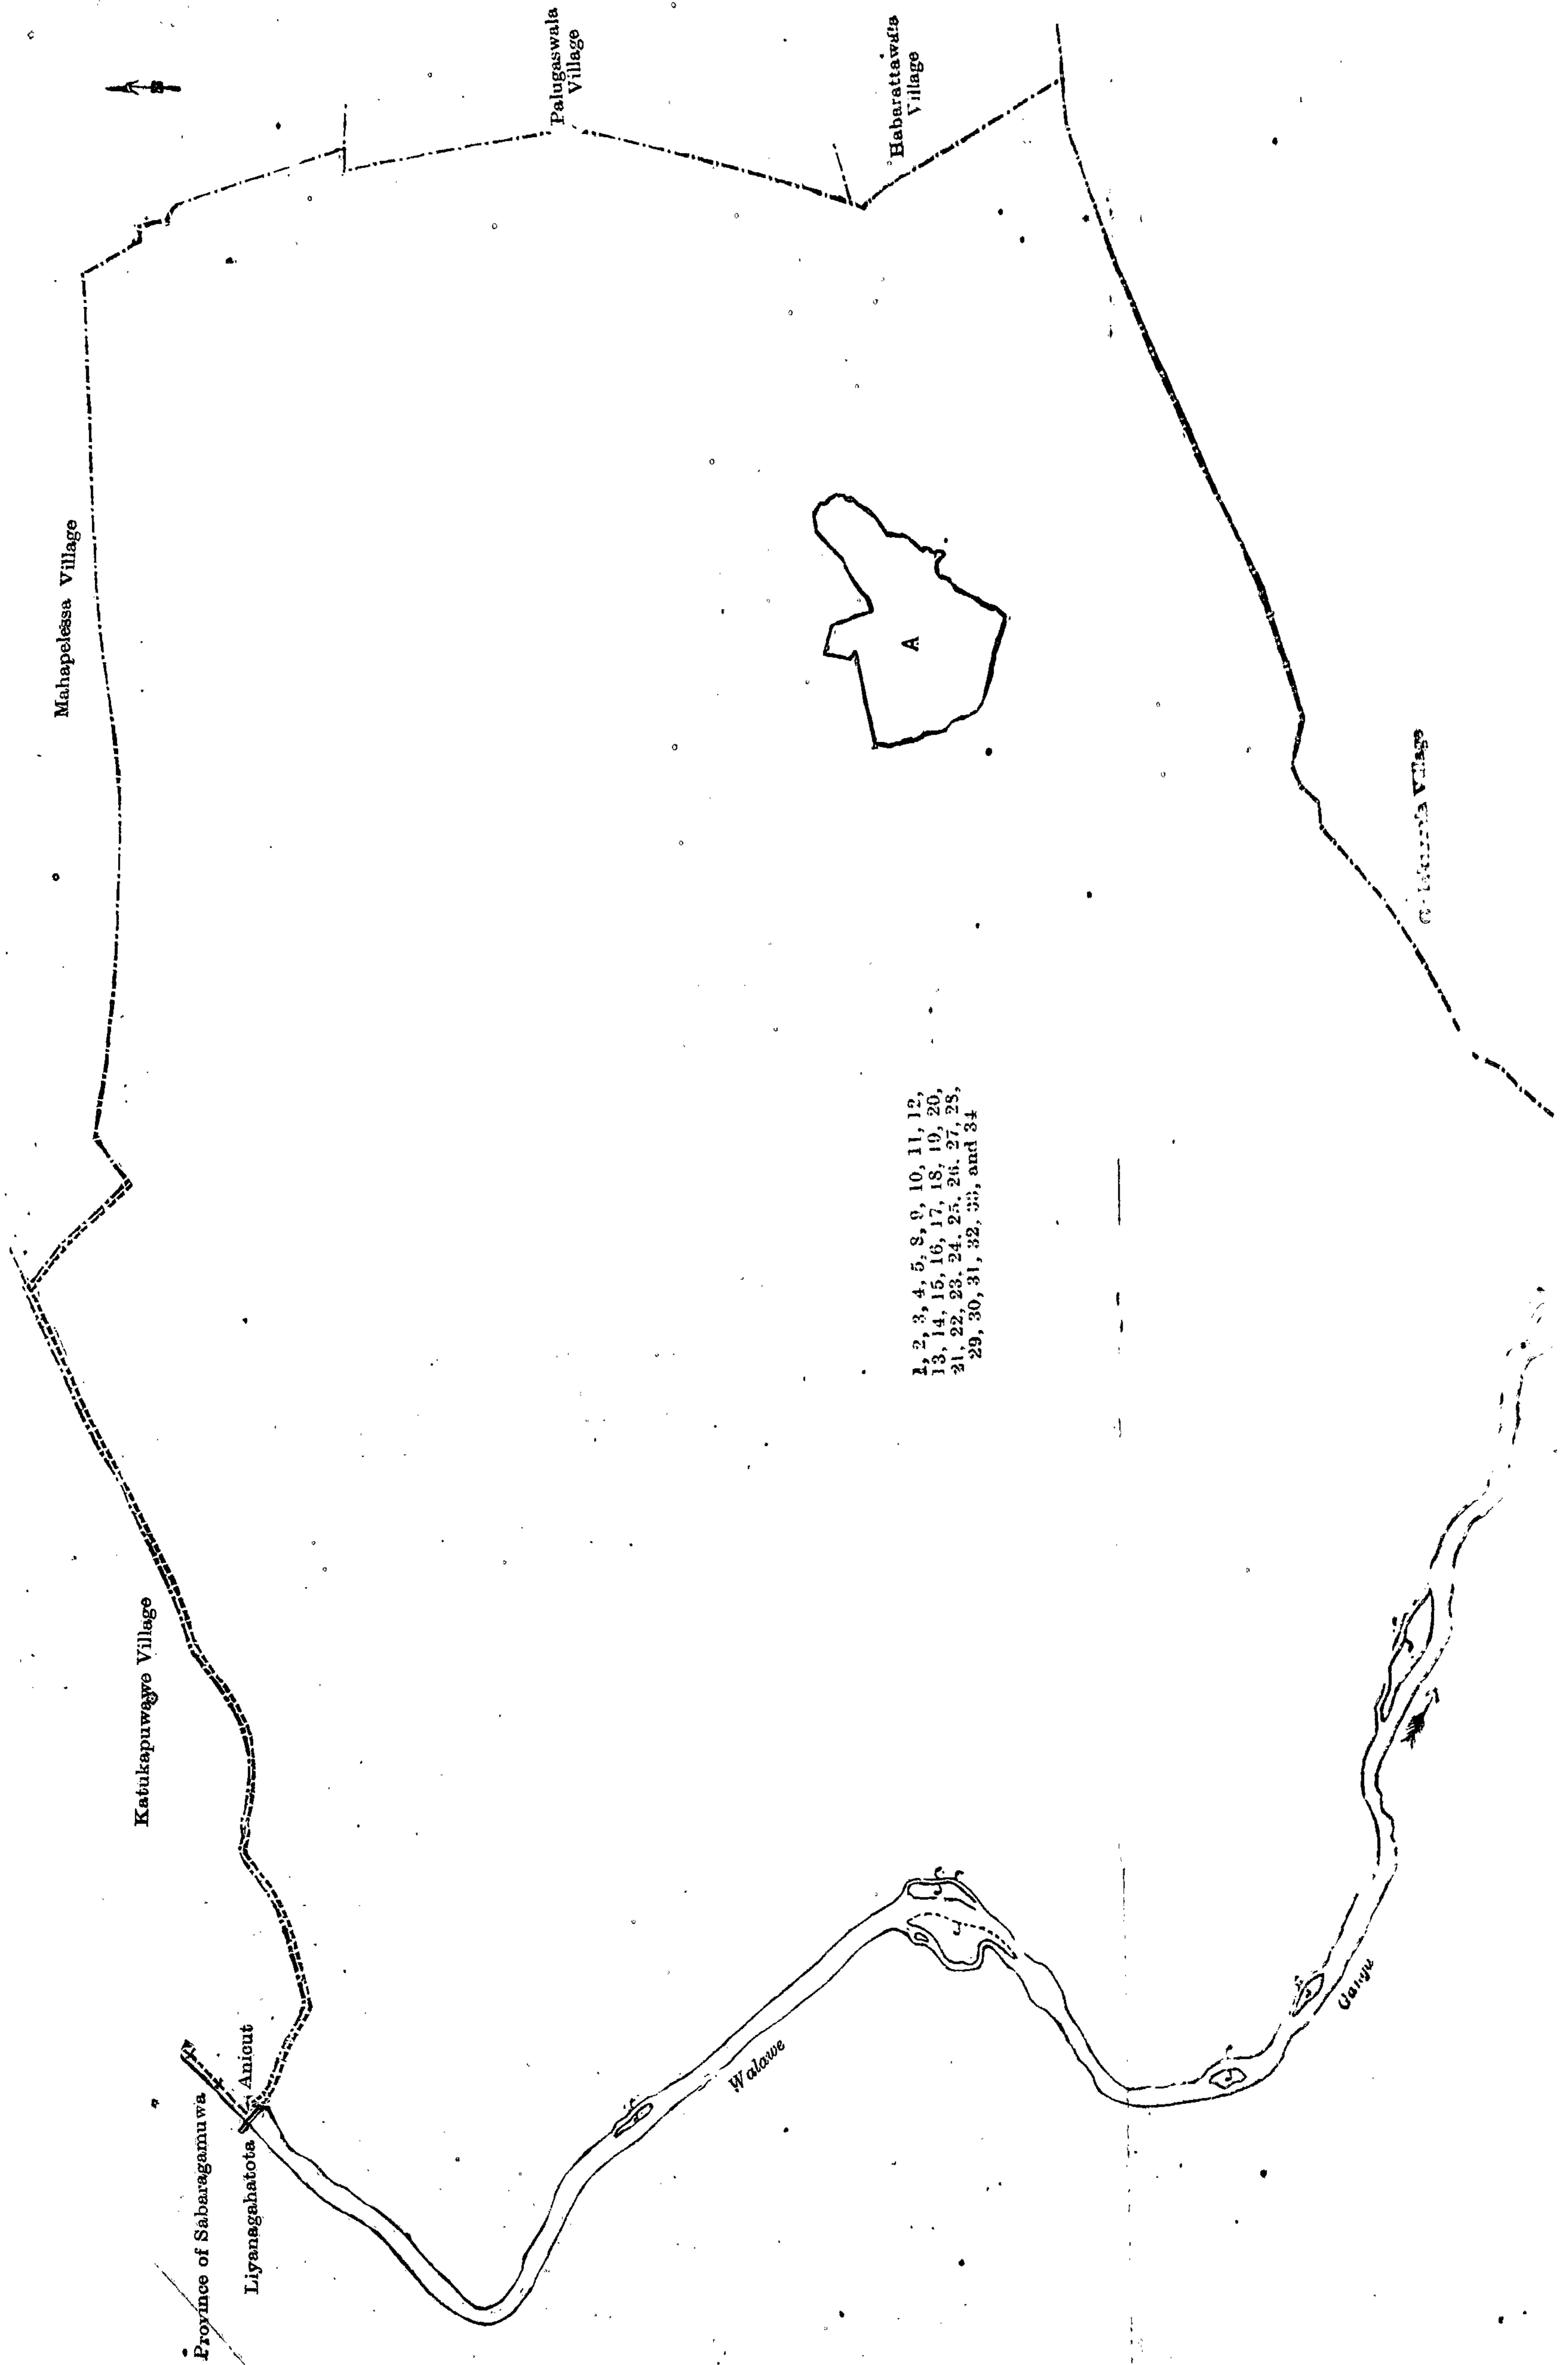 Province of Sabaragamuwa
Liyanagahatota
Anicut
Katukapuwewe Village
Mahapelessa Village
Palugaswala
Village
Habarattawala
Village
Walawe
Ganga
A
1, 2, 3, 4, 5, 8, 9, 10, 11, 12,
13, 14, 15, 16, 17, 18, 19, 20,
21, 22, 23, 24, 25, 26, 27, 28,
29, 30, 31, 32, 33, and 34
Village